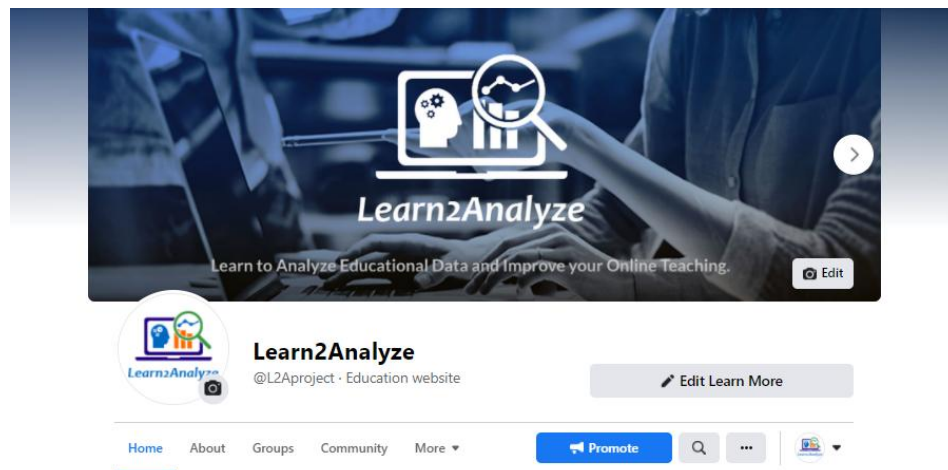 Learn2Analyze
Learn to Analyze Educational Data and Improve your Online Teaching.
Edit
Learn2Analyze
Learn2Analyze
@L2Aproject · Education website
Edit Learn More
Home About Groups Community More
Promote